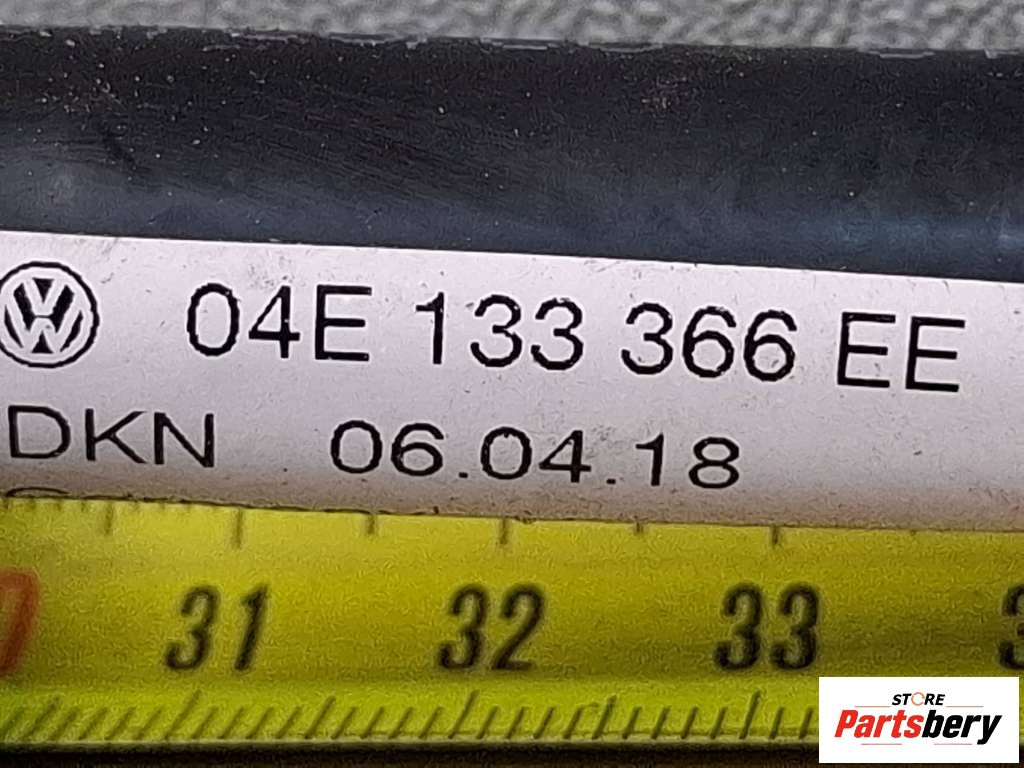 04E 133 366 EE
DKN 06.04.18
31 32 33
STORE
Partsbery